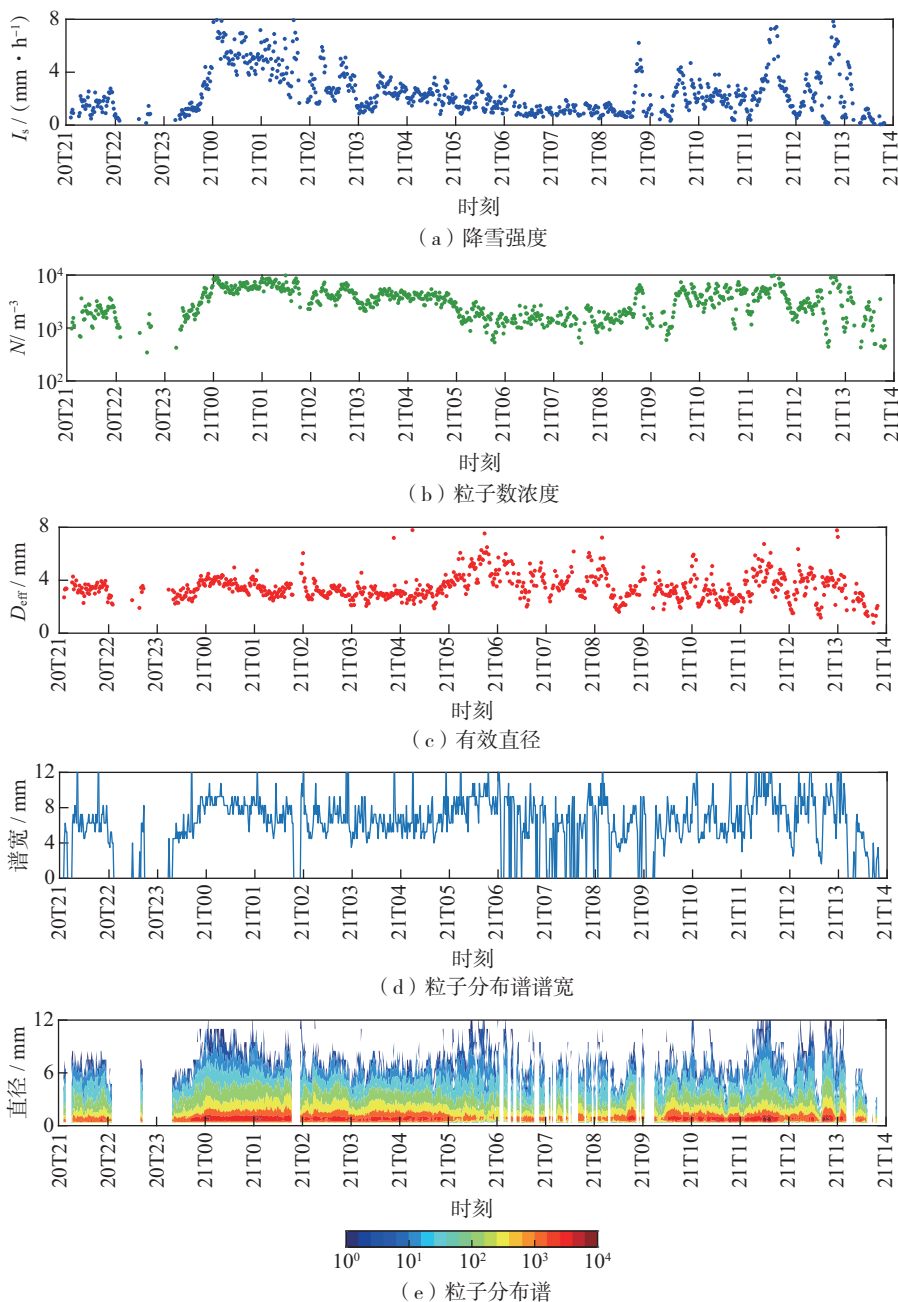 8
4
0
I_s / (mm·h⁻¹)
20T21 20T22 20T23 21T00 21T01 21T02 21T03 21T04 21T05 21T06 21T07 21T08 21T09 21T10 21T11 21T12 21T13 21T14
时刻
(a)降雪强度
10⁴
10³
10²
N/ m⁻³
20T21 20T22 20T23 21T00 21T01 21T02 21T03 21T04 21T05 21T06 21T07 21T08 21T09 21T10 21T11 21T12 21T13 21T14
时刻
(b)粒子数浓度
8
4
0
D_eff / mm
20T21 20T22 20T23 21T00 21T01 21T02 21T03 21T04 21T05 21T06 21T07 21T08 21T09 21T10 21T11 21T12 21T13 21T14
时刻
(c)有效直径
12
8
4
0
谱宽 / mm
20T21 20T22 20T23 21T00 21T01 21T02 21T03 21T04 21T05 21T06 21T07 21T08 21T09 21T10 21T11 21T12 21T13 21T14
时刻
(d)粒子分布谱谱宽
12
6
0
直径 / mm
20T21 20T22 20T23 21T00 21T01 21T02 21T03 21T04 21T05 21T06 21T07 21T08 21T09 21T10 21T11 21T12 21T13 21T14
时刻
10⁰ 10¹ 10² 10³ 10⁴
(e)粒子分布谱